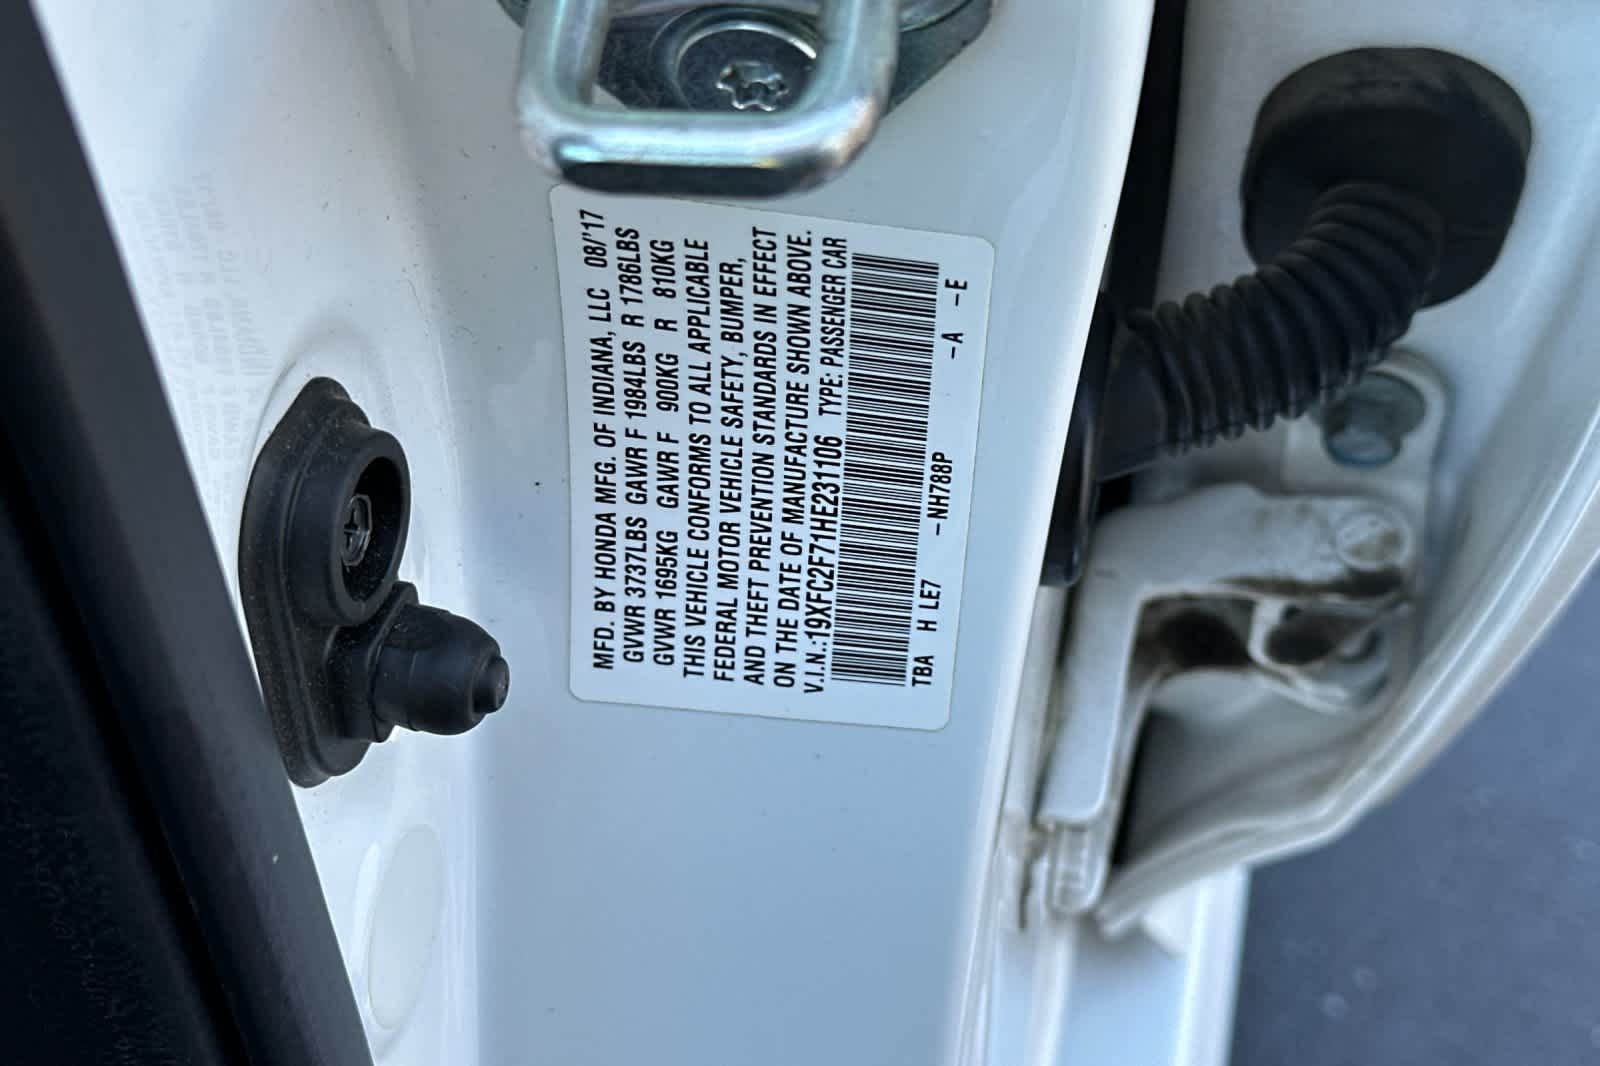 MFD. BY HONDA MFG. OF INDIANA, LLC 08/'17
GVWR 3737LBS GAWR F 1984LBS R 1786LBS
GVWR 1695KG GAWR F 900KG R 810KG
THIS VEHICLE CONFORMS TO ALL APPLICABLE
FEDERAL MOTOR VEHICLE SAFETY, BUMPER,
AND THEFT PREVENTION STANDARDS IN EFFECT
ON THE DATE OF MANUFACTURE SHOWN ABOVE.
V.I.N.:19XFC2F71HE231106 TYPE: PASSENGER CAR
TBA H LE7 -NH788P -A -E